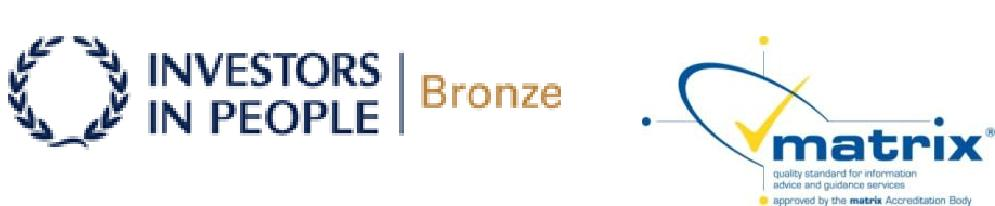 INVESTORS
IN PEOPLE
Bronze
matrix®
quality standard for information
advice and guidance services
approved by the matrix Accreditation Body